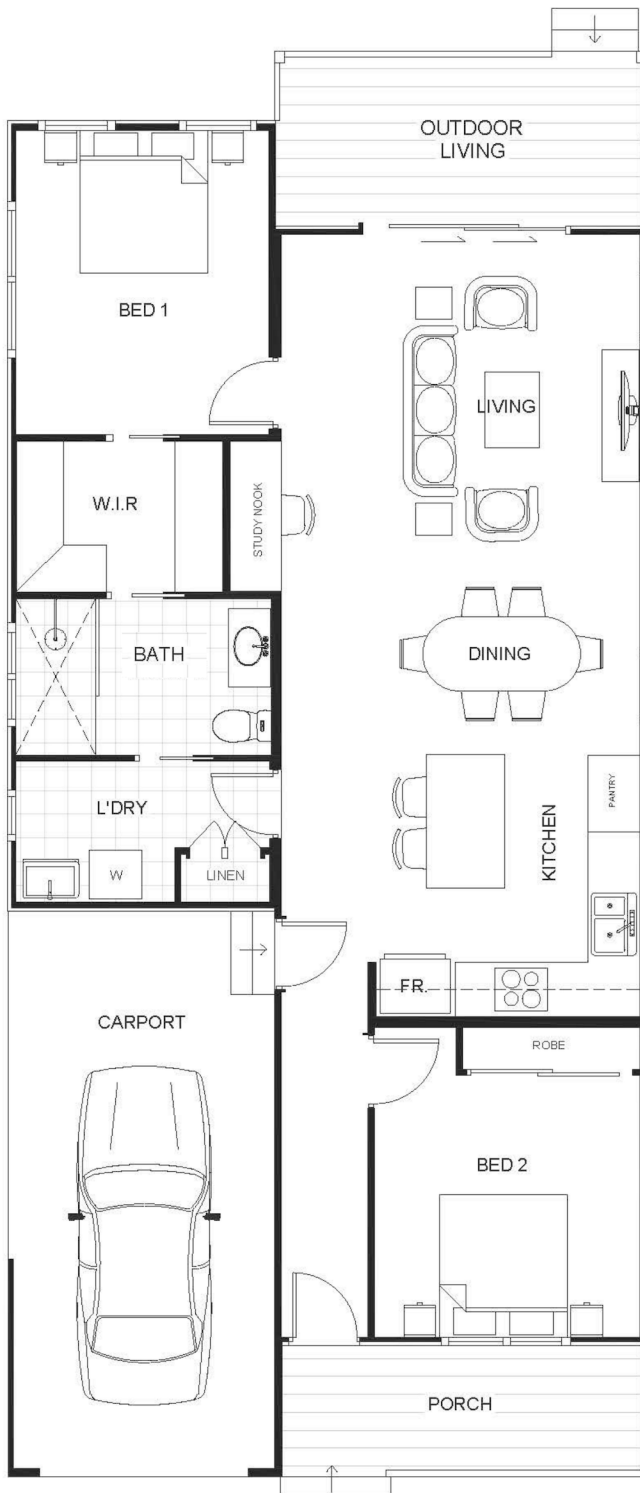 OUTDOOR
LIVING
BED 1
LIVING
W.I.R
STUDY NOOK
BATH
DINING
L'DRY
KITCHEN
PANTRY
W
LINEN
FR.
CARPORT
ROBE
BED 2
PORCH